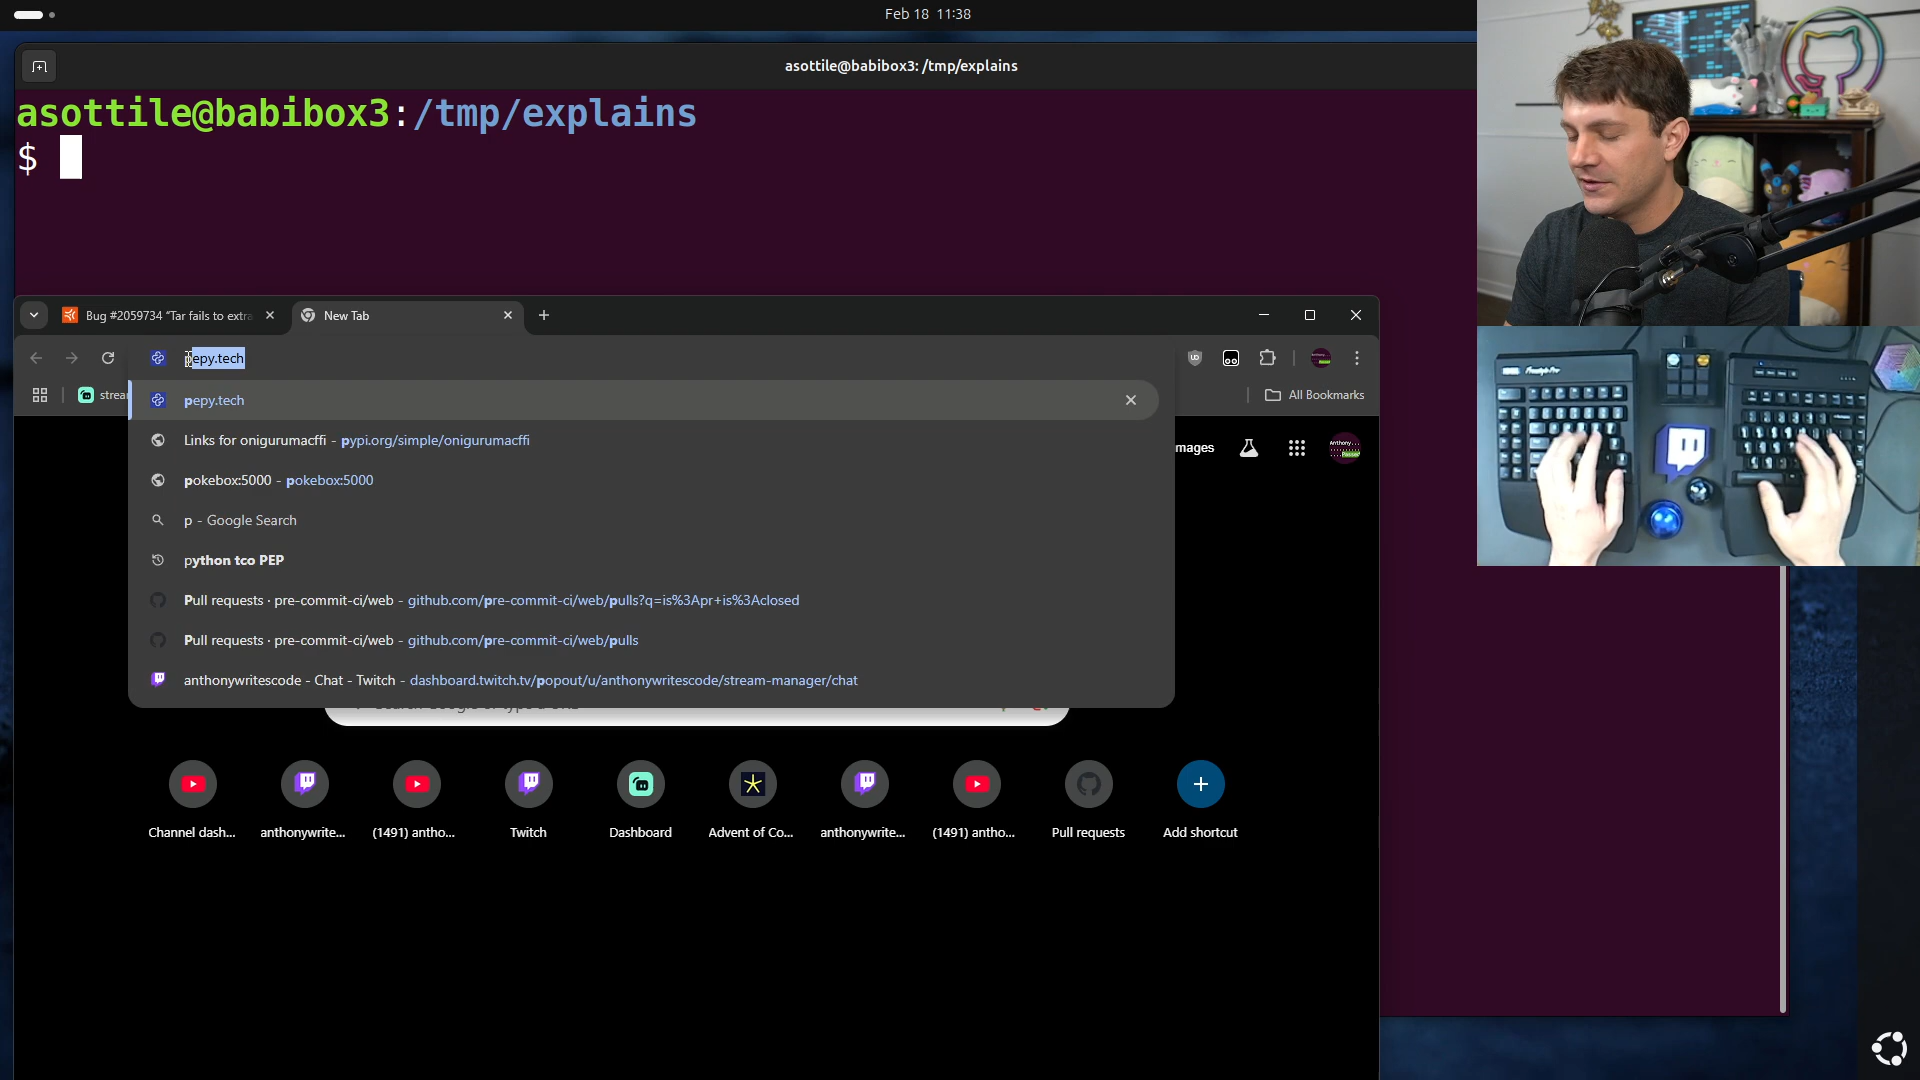 Feb 18 11:38
asottile@babibox3: /tmp/explains
asottile@babibox3:/tmp/explains
$
Bug #2059734 “Tar fails to extra
New Tab
pepy.tech
strea
All Bookmarks
pepy.tech
Links for onigurumacffi - pypi.org/simple/onigurumacffi
mages
pokebox:5000 - pokebox:5000
p - Google Search
python tco PEP
Pull requests · pre-commit-ci/web - github.com/pre-commit-ci/web/pulls?q=is%3Apr+is%3Aclosed
Pull requests · pre-commit-ci/web - github.com/pre-commit-ci/web/pulls
anthonywritescode - Chat - Twitch - dashboard.twitch.tv/popout/u/anthonywritescode/stream-manager/chat
Channel dash...
anthonywrite...
(1491) antho...
Twitch
Dashboard
Advent of Co...
anthonywrite...
(1491) antho...
Pull requests
Add shortcut